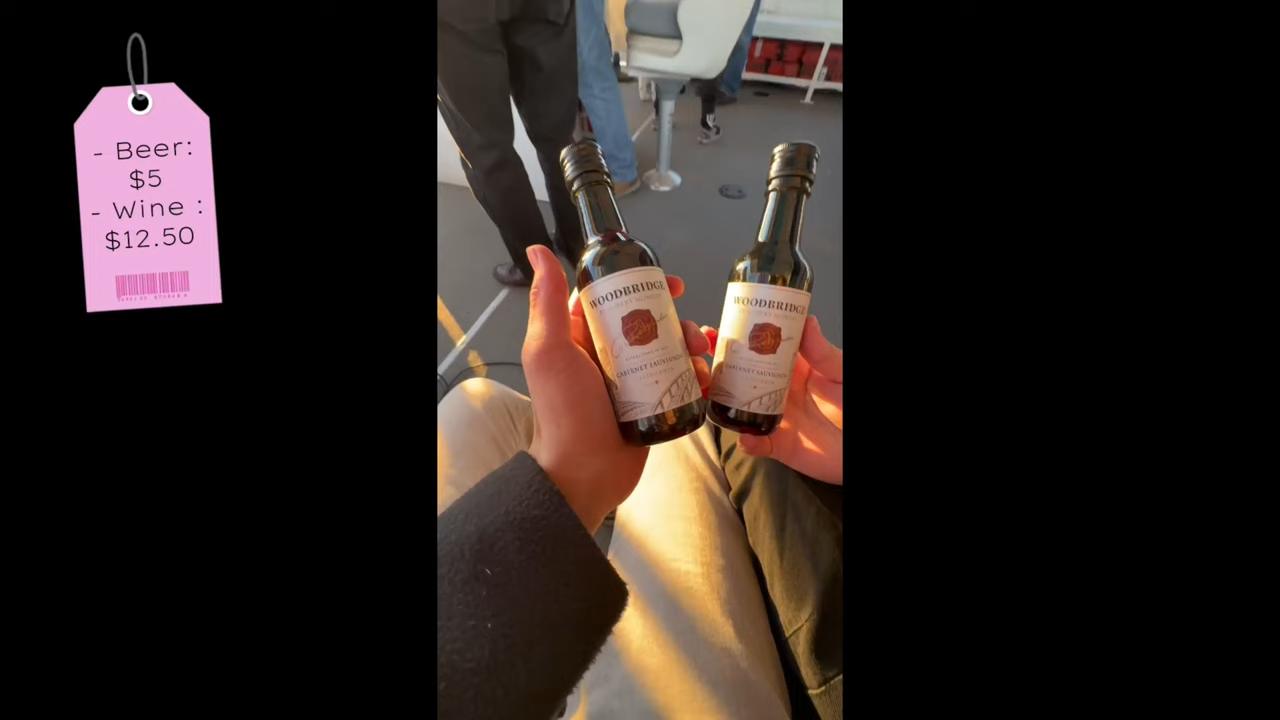 - Beer:
$5
- Wine :
$12.50
WOODBRIDGE
CABERNET SAUVIGNON
WOODBRIDGE
CABERNET SAUVIGNON